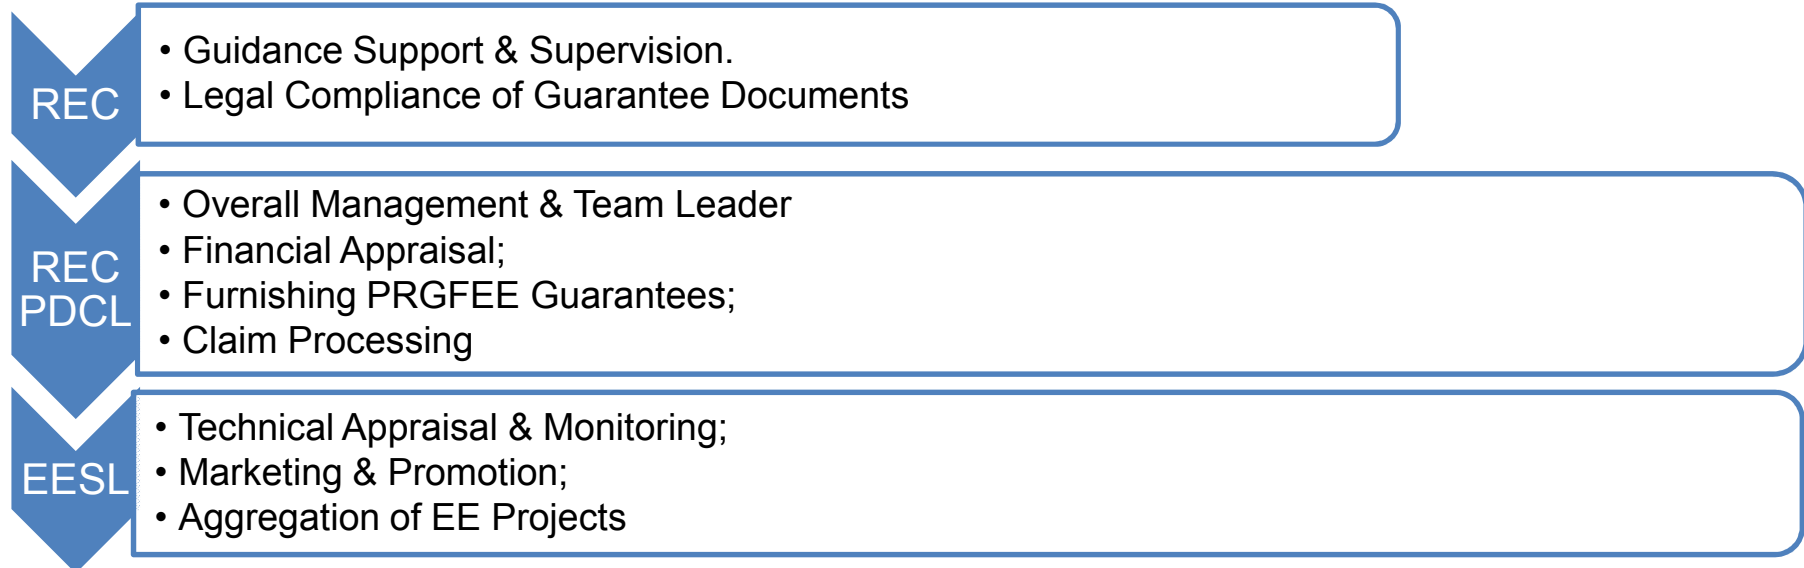 REC
• Guidance Support & Supervision.
• Legal Compliance of Guarantee Documents
REC
PDCL
• Overall Management & Team Leader
• Financial Appraisal;
• Furnishing PRGFEE Guarantees;
• Claim Processing
EESL
• Technical Appraisal & Monitoring;
• Marketing & Promotion;
• Aggregation of EE Projects